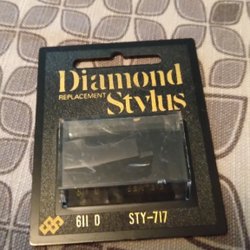 Diamond
REPLACEMENT Stylus
611 D STY-717